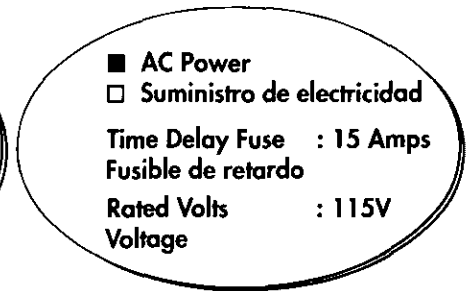 ■ AC Power
□ Suministro de electricidad
Time Delay Fuse : 15 Amps
Fusible de retardo
Rated Volts : 115V
Voltage